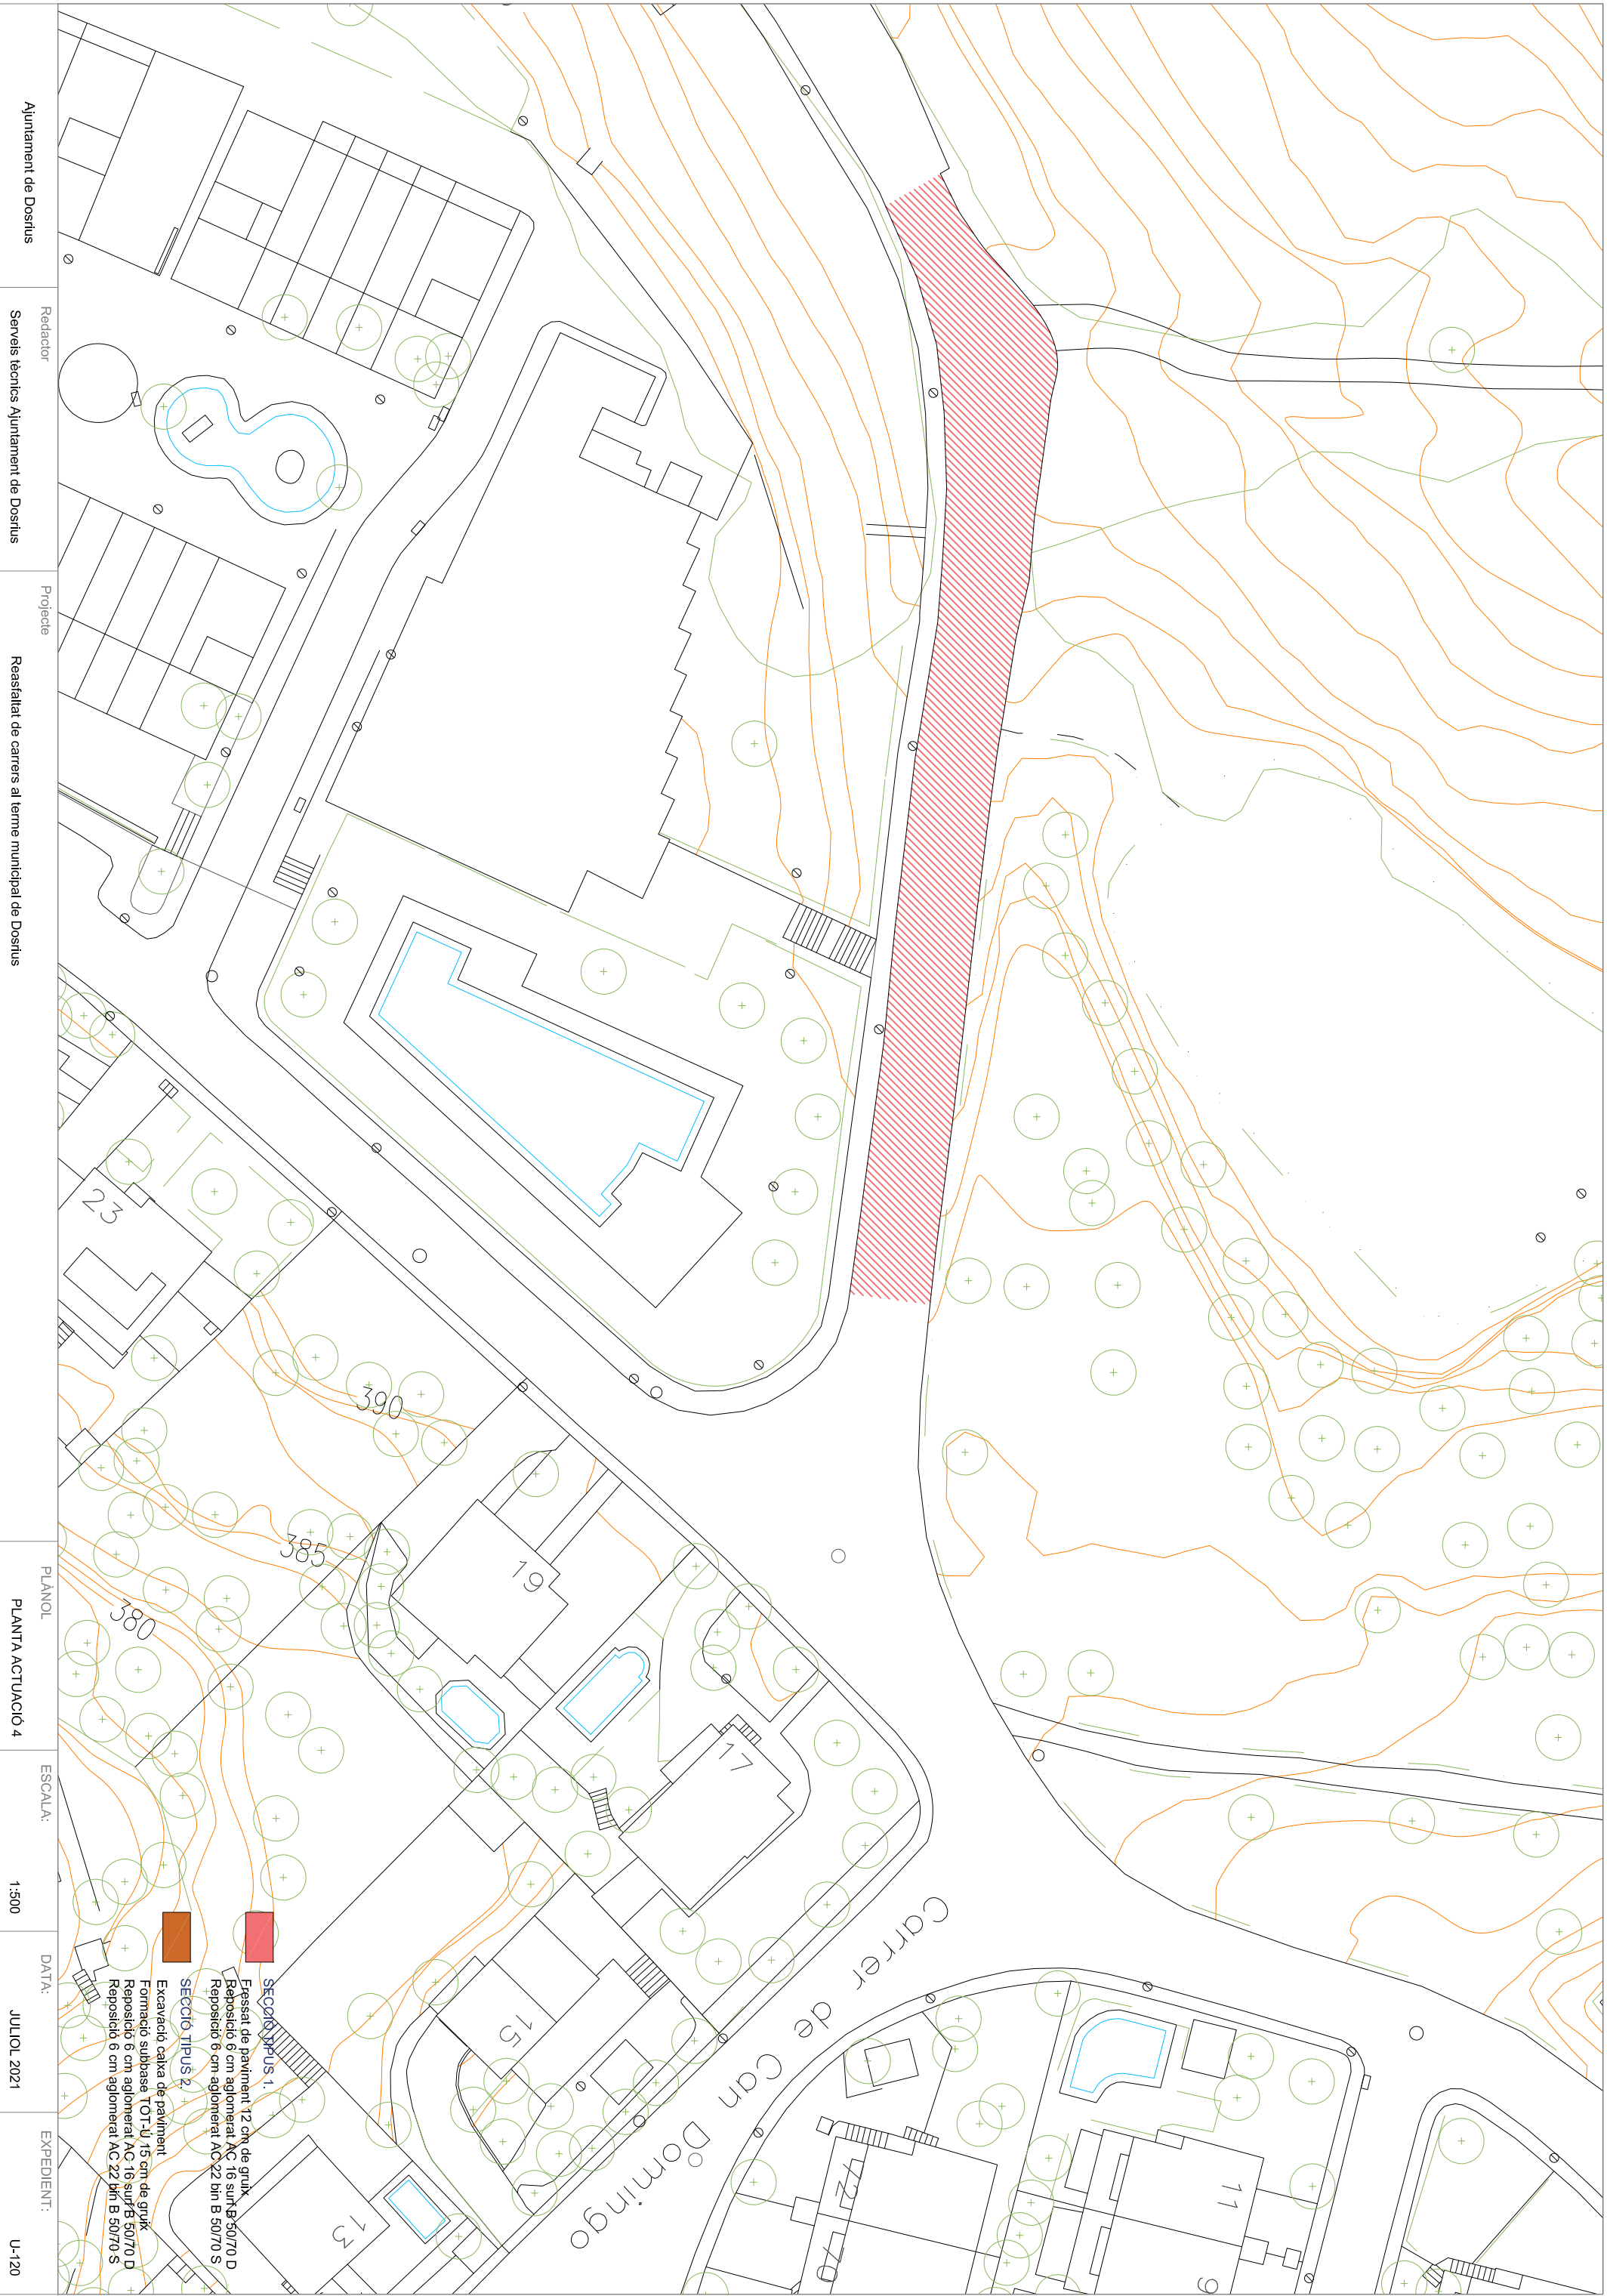 Carrer de Can Domingo
23
19
17
15
13
72
70
11
9
390
385
380
SECCIÓ TIPUS 1.
Fressat de paviment 12 cm de gruix
Reposició 6 cm aglomerat AC 16 surf B 50/70 D
Reposició 6 cm aglomerat AC 22 bin B 50/70 S
SECCIÓ TIPUS 2.
Excavació caixa de paviment
Formació subbase TOT-U 15 cm de gruix
Reposició 6 cm aglomerat AC 16 surf B 50/70 D
Reposició 6 cm aglomerat AC 22 bin B 50/70 S
Ajuntament de Dosrius
Redactor
Serveis tècnics Ajuntament de Dosrius
Projecte
Reasfaltat de carrers al terme municipal de Dosrius
PLÀNOL
PLANTA ACTUACIÓ 4
ESCALA:
1:500
DATA:
JULIOL 2021
EXPEDIENT:
U-120